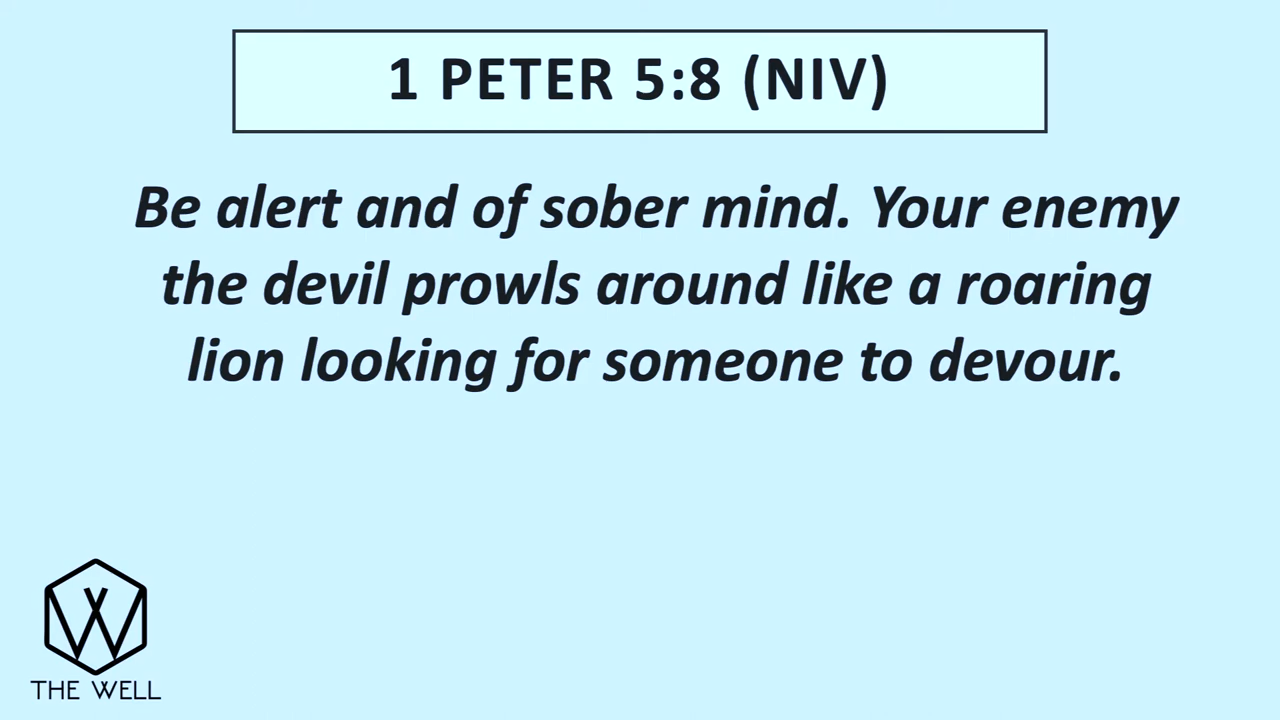 1 PETER 5:8 (NIV)
Be alert and of sober mind. Your enemy
the devil prowls around like a roaring
lion looking for someone to devour.
W
THE WELL